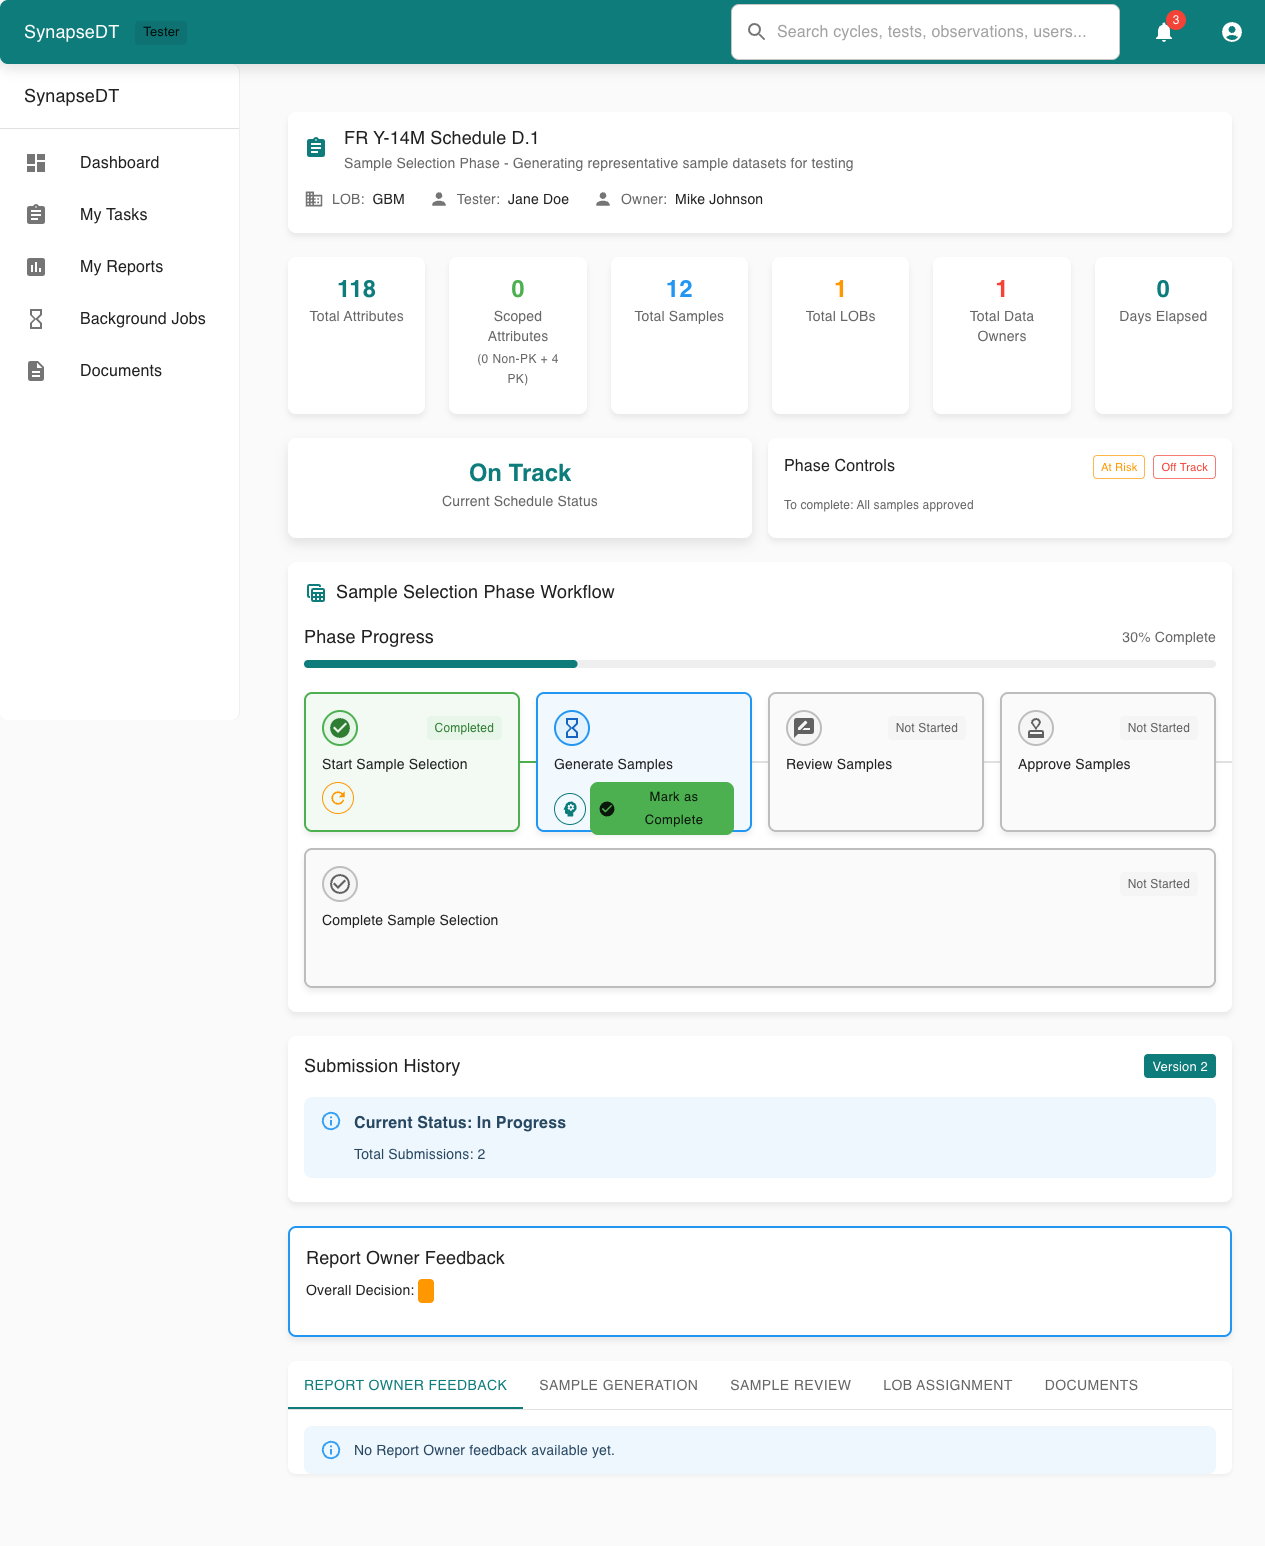 SynapseDT
Tester
Search cycles, tests, observations, users...
3
SynapseDT
Dashboard
My Tasks
My Reports
Background Jobs
Documents
FR Y-14M Schedule D.1
Sample Selection Phase - Generating representative sample datasets for testing
LOB: GBM
Tester: Jane Doe
Owner: Mike Johnson
118
Total Attributes
0
Scoped
Attributes
(0 Non-PK + 4
PK)
12
Total Samples
1
Total LOBs
1
Total Data
Owners
0
Days Elapsed
On Track
Current Schedule Status
Phase Controls
At Risk
Off Track
To complete: All samples approved
Sample Selection Phase Workflow
Phase Progress
30% Complete
Completed
Start Sample Selection
Generate Samples
Mark as
Complete
Not Started
Review Samples
Not Started
Approve Samples
Not Started
Complete Sample Selection
Submission History
Version 2
Current Status: In Progress
Total Submissions: 2
Report Owner Feedback
Overall Decision:
REPORT OWNER FEEDBACK
SAMPLE GENERATION
SAMPLE REVIEW
LOB ASSIGNMENT
DOCUMENTS
No Report Owner feedback available yet.